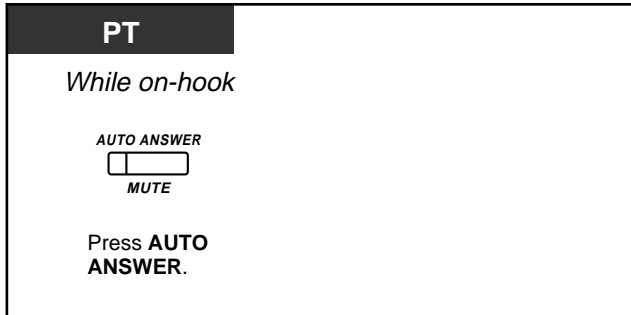 PT
While on-hook
AUTO ANSWER
MUTE
Press AUTO
ANSWER.